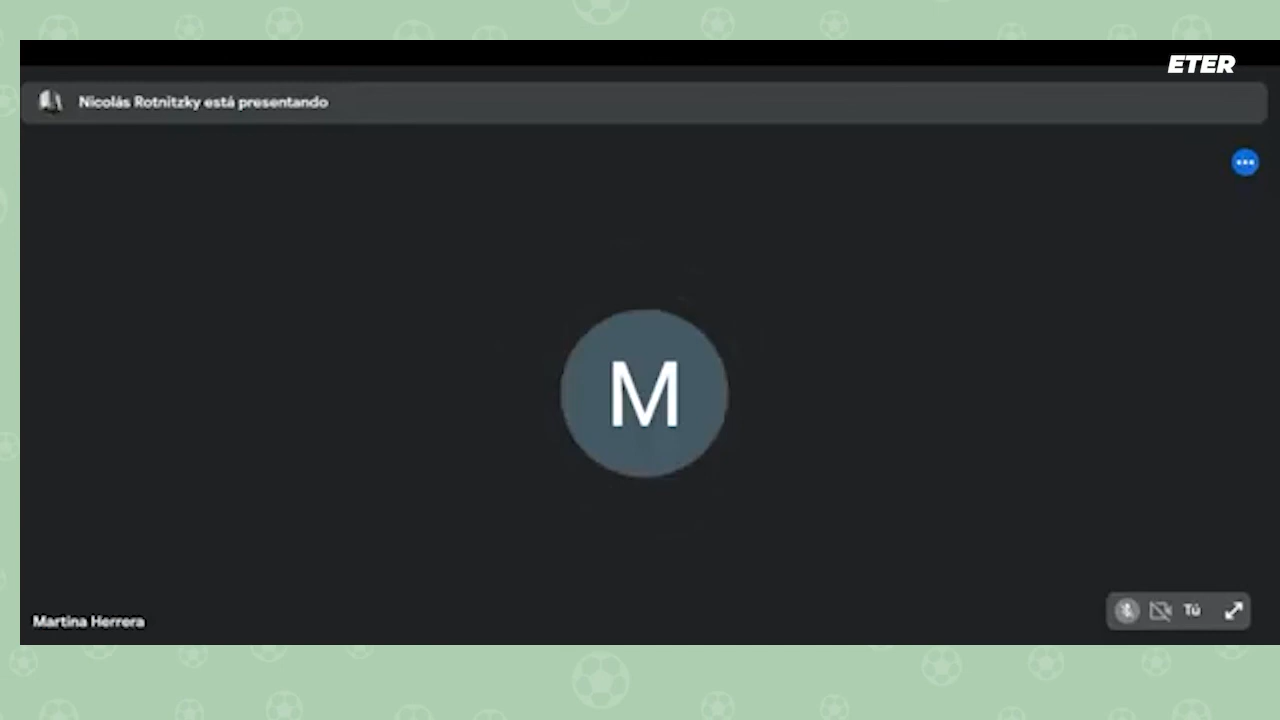 ETER
Nicolás Rotnitzky está presentando
M
Martina Herrera
Tú